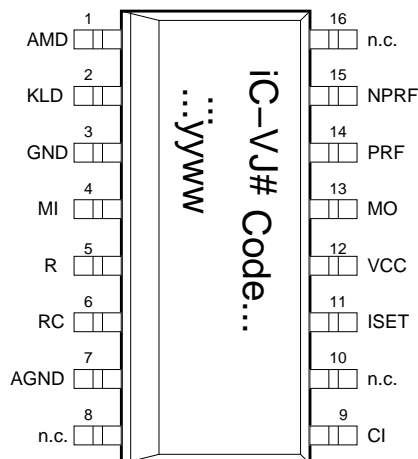 1 16
AMD n.c.
2 15
KLD NPRF
3 14
GND PRF
4 13
MI MO
5 12
R VCC
6 11
RC ISET
7 10
AGND n.c.
8 9
n.c. CI
iC–VJ# Code....
...
...yyww